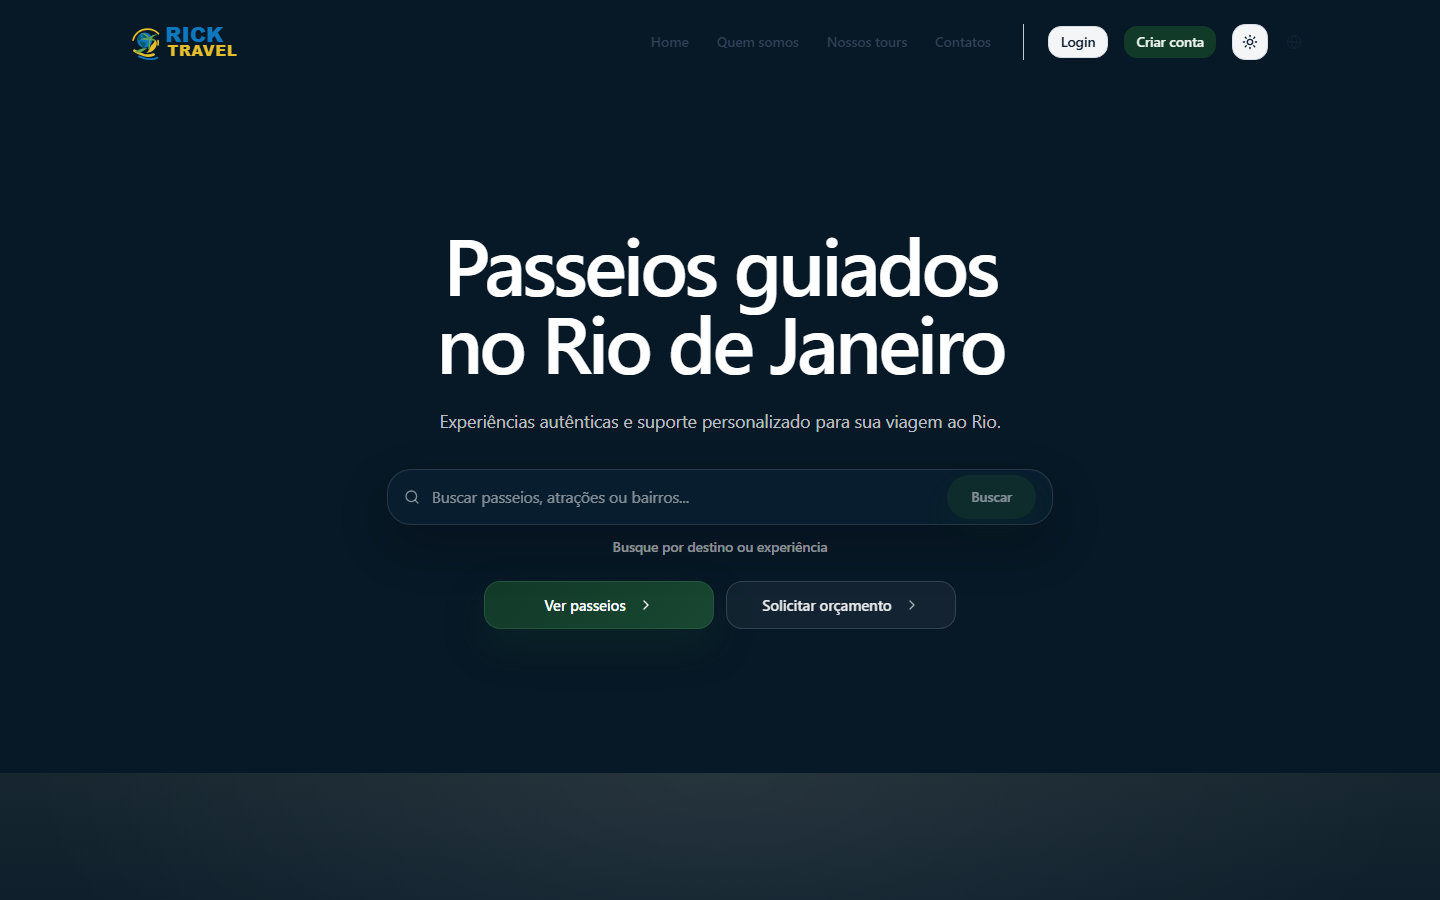 RICK
TRAVEL
Home
Quem somos
Nossos tours
Contatos
Login
Criar conta
Passeios guiados
no Rio de Janeiro
Experiências autênticas e suporte personalizado para sua viagem ao Rio.
Buscar passeios, atrações ou bairros...
Buscar
Busque por destino ou experiência
Ver passeios
Solicitar orçamento